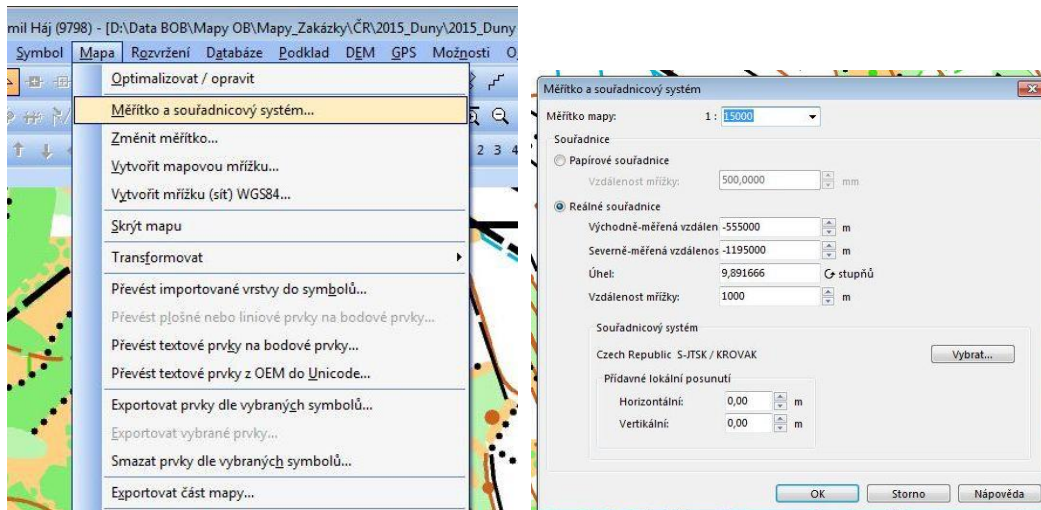 mil Háj (9798) - [D:\Data BOB\Mapy OB\Mapy_Zakázky\ČR\2015_Duny\2015_Duny
Symbol Mapa Rozvržení Databáze Podklad DEM GPS Možnosti O
Optimalizovat / opravit
Měřítko a souřadnicový systém...
Změnit měřítko...
2 3 4
Vytvořit mapovou mřížku...
Vytvořit mřížku (síť) WGS84...
Skrýt mapu
Transformovat
Převést importované vrstvy do symbolů...
Převést plošné nebo liniové prvky na bodové prvky...
Převést textové prvky na bodové prvky...
Převést textové prvky z OEM do Unicode...
Exportovat prvky dle vybraných symbolů...
Exportovat vybrané prvky...
Smazat prvky dle vybraných symbolů...
Exportovat část mapy...
Měřítko a souřadnicový systém
Měřítko mapy: 1 : 15000
Souřadnice
Papírové souřadnice
Vzdálenost mřížky: 500,0000 mm
Reálné souřadnice
Východně-měřená vzdálen -555000 m
Severně-měřená vzdálenos -1195000 m
Úhel: 9,891666 stupňů
Vzdálenost mřížky: 1000 m
Souřadnicový systém
Czech Republic S-JTSK / KROVAK Vybrat...
Přídavné lokální posunutí
Horizontální: 0,00 m
Vertikální: 0,00 m
OK Storno Nápověda